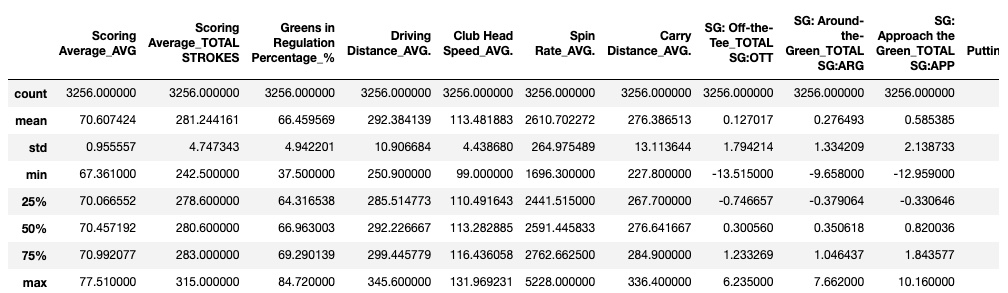 Scoring Average_AVG Scoring Average_TOTAL STROKES Greens in Regulation Percentage_% Driving Distance_AVG. Club Head Speed_AVG. Spin Rate_AVG. Carry Distance_AVG. SG: Off-the-Tee_TOTAL SG:OTT SG: Around-the-Green_TOTAL SG:ARG SG: Approach the Green_TOTAL SG:APP
count 3256.000000 3256.000000 3256.000000 3256.000000 3256.000000 3256.000000 3256.000000 3256.000000 3256.000000 3256.000000
mean 70.607424 281.244161 66.459569 292.384139 113.481883 2610.702272 276.386513 0.127017 0.276493 0.585385
std 0.955557 4.747343 4.942201 10.906684 4.438680 264.975489 13.113644 1.794214 1.334209 2.138733
min 67.361000 242.500000 37.500000 250.900000 99.000000 1696.300000 227.800000 -13.515000 -9.658000 -12.959000
25% 70.066552 278.600000 64.316538 285.514773 110.491643 2441.515000 267.700000 -0.746657 -0.379064 -0.330646
50% 70.457192 280.600000 66.963003 292.226667 113.282885 2591.445833 276.641667 0.300560 0.350618 0.820036
75% 70.992077 283.000000 69.290139 299.445779 116.436058 2762.662500 284.900000 1.233269 1.046437 1.843577
max 77.510000 315.000000 84.720000 345.600000 131.969231 5228.000000 336.400000 6.235000 7.662000 10.160000